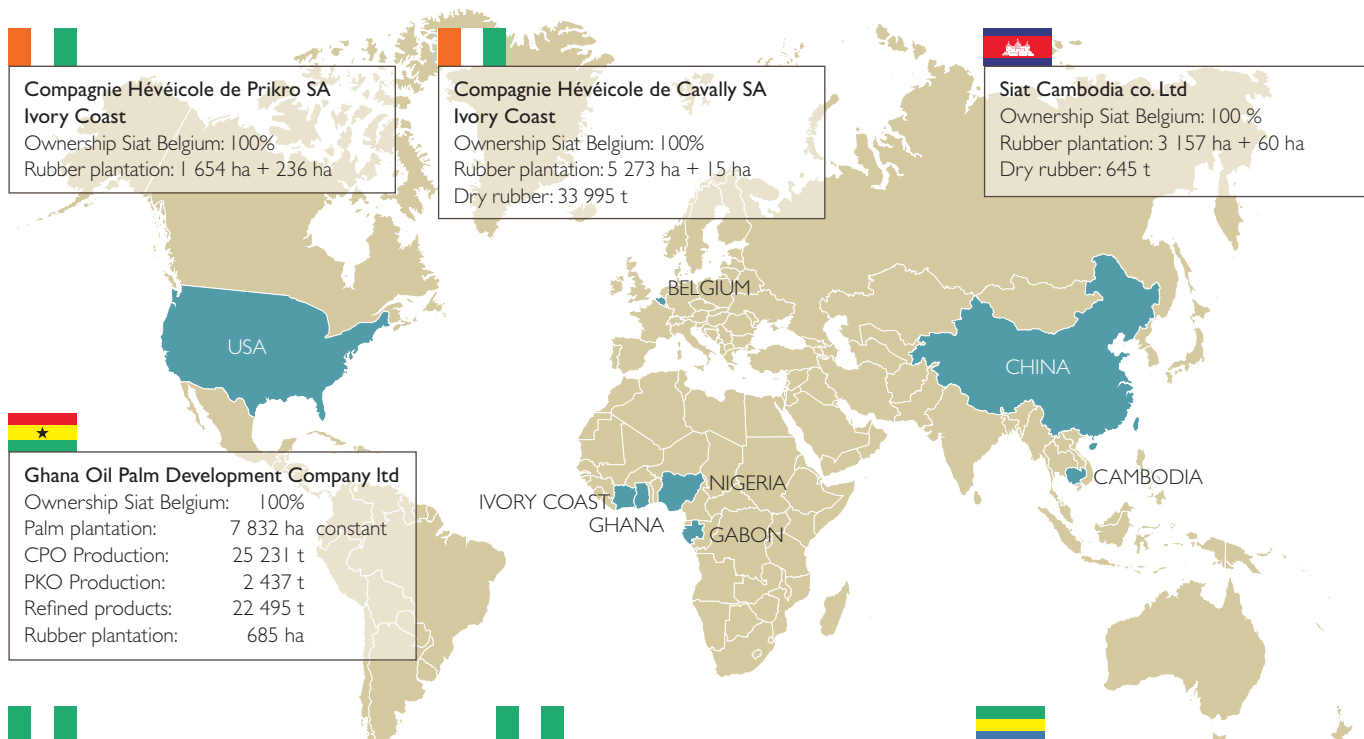 Compagnie Hévéicole de Prikro SA
Ivory Coast
Ownership Siat Belgium: 100%
Rubber plantation: 1 654 ha + 236 ha
Compagnie Hévéicole de Cavally SA
Ivory Coast
Ownership Siat Belgium: 100%
Rubber plantation: 5 273 ha + 15 ha
Dry rubber: 33 995 t
Siat Cambodia co. Ltd
Ownership Siat Belgium: 100 %
Rubber plantation: 3 157 ha + 60 ha
Dry rubber: 645 t
BELGIUM
USA
CHINA
Ghana Oil Palm Development Company ltd
Ownership Siat Belgium: 100%
Palm plantation: 7 832 ha constant
CPO Production: 25 231 t
PKO Production: 2 437 t
Refined products: 22 495 t
Rubber plantation: 685 ha
CAMBODIA
NIGERIA
IVORY COAST
GHANA
GABON